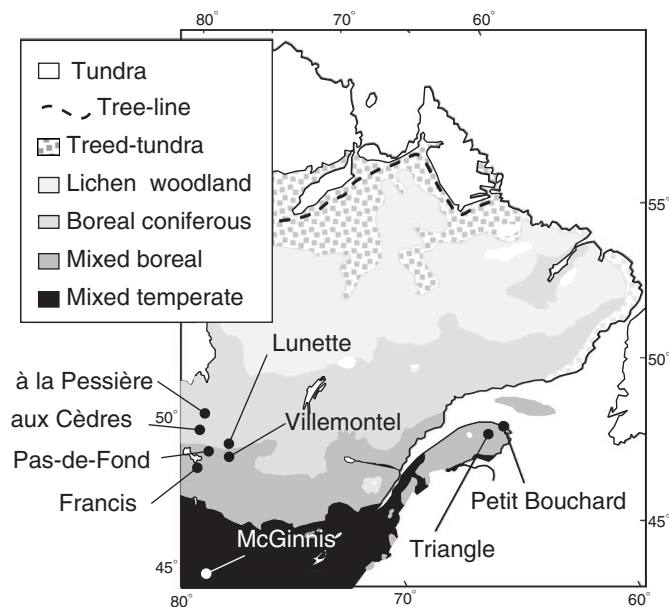 80° 70° 60°
Tundra
Tree-line
Treed-tundra
Lichen woodland
Boreal coniferous
Mixed boreal
Mixed temperate
55°
Lunette
à la Pessière
50°
50°
aux Cèdres
Villemontel
Pas-de-Fond
Francis
Petit Bouchard
McGinnis
Triangle
45°
45°
80° 70° 60°